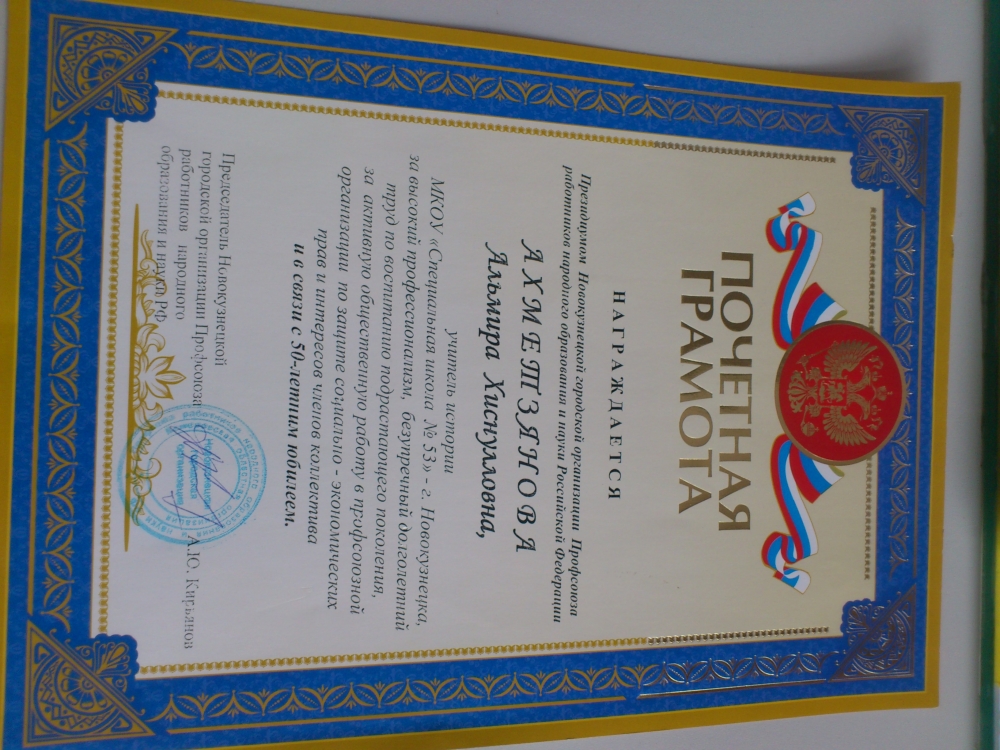 ПОЧЕТНАЯ
ГРАМОТА
Президиумом Новокузнецкой городской организации Профсоюза
работников народного образования и науки Российской Федерации
НАГРАЖДАЕТСЯ
АХМЕТЗЯНОВА
Альмира Хиснулловна,
учитель истории
МКОУ «Специальная школа № 53» - г. Новокузнецка,
за высокий профессионализм, безупречный долголетний
труд по воспитанию подрастающего поколения,
за активную общественную работу в профсоюзной
организации по защите социально - экономических
прав и интересов членов коллектива
и в связи с 50-летним юбилеем.
Председатель Новокузнецкой
городской организации Профсоюза
работников народного
образования и науки РФ
А.Ю. Кирьянов